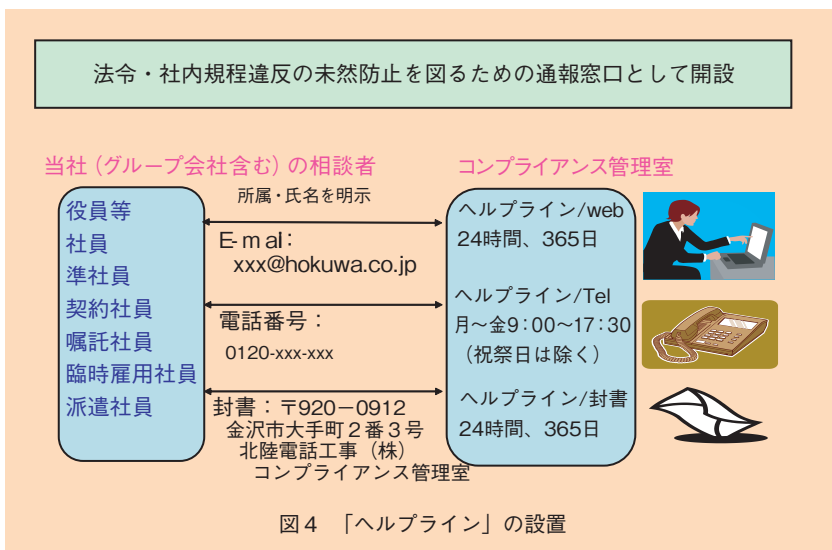 法令・社内規程違反の未然防止を図るための通報窓口として開設
当社（グループ会社含む）の相談者
コンプライアンス管理室
役員等
社員
準社員
契約社員
嘱託社員
臨時雇用社員
派遣社員
所属・氏名を明示
E-mal：
xxx@hokuwa.co.jp
電話番号：
0120-xxx-xxx
封書：〒920－0912
金沢市大手町２番３号
北陸電話工事（株）
コンプライアンス管理室
ヘルプライン/web
24時間、365日
ヘルプライン/Tel
月～金9：00～17：30
（祝祭日は除く）
ヘルプライン/封書
24時間、365日
図４　「ヘルプライン」の設置